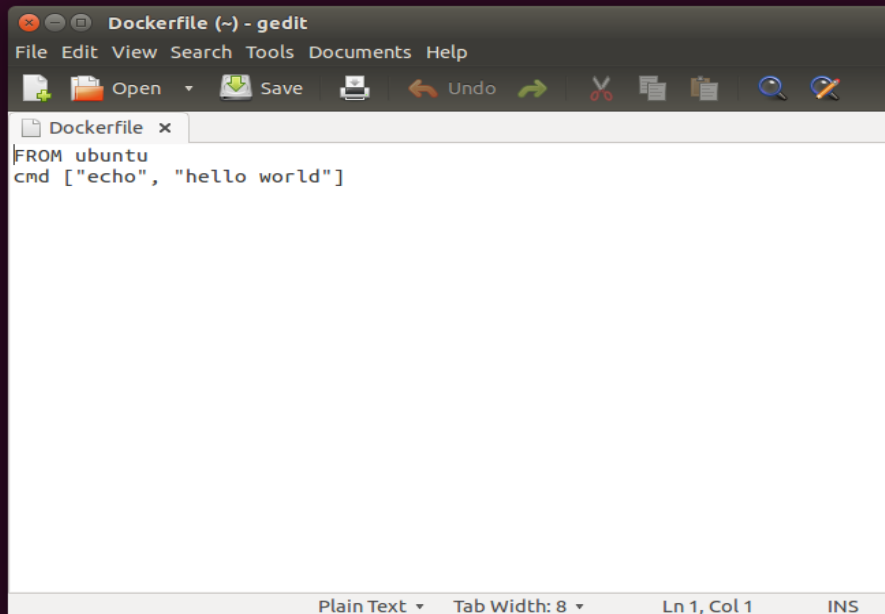 Dockerfile (~) - gedit
File Edit View Search Tools Documents Help
Open Save Undo
Dockerfile
FROM ubuntu
cmd ["echo", "hello world"]
Plain Text Tab Width: 8 Ln 1, Col 1 INS